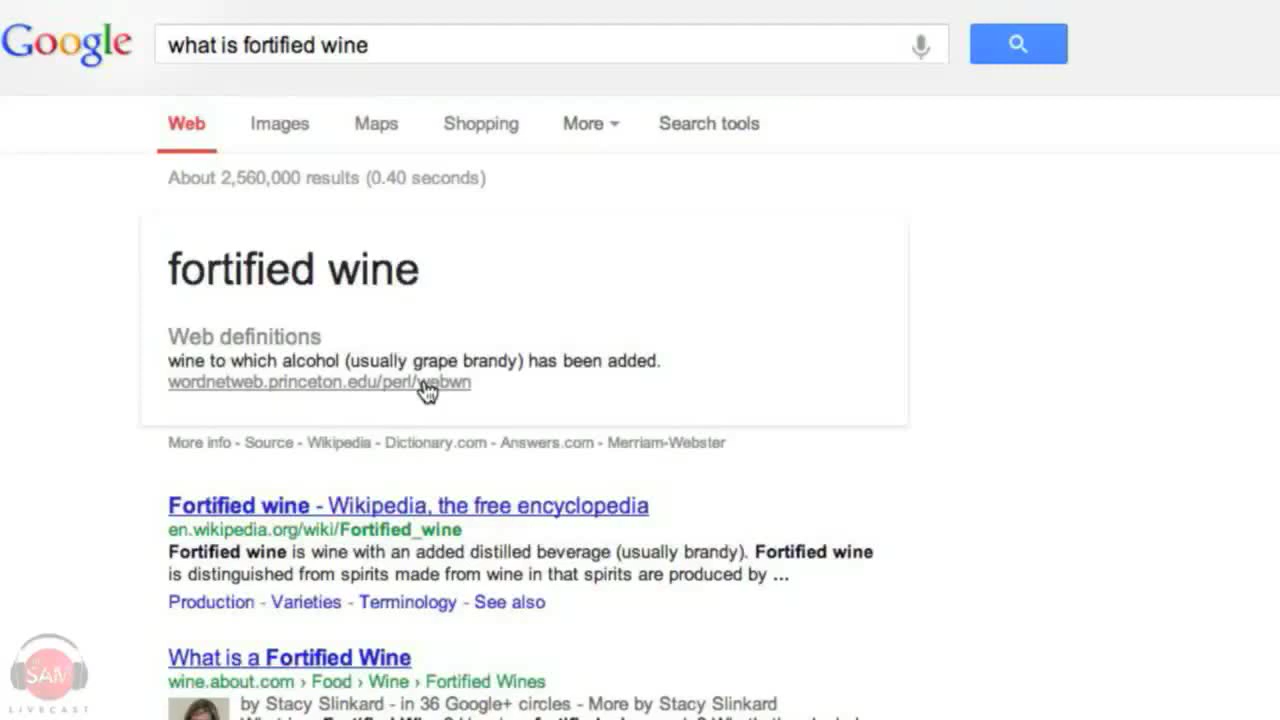 Google
what is fortified wine
Web Images Maps Shopping More Search tools
About 2,560,000 results (0.40 seconds)
fortified wine
Web definitions
wine to which alcohol (usually grape brandy) has been added.
wordnetweb.princeton.edu/perl/webwn
More info - Source - Wikipedia - Dictionary.com - Answers.com - Merriam-Webster
Fortified wine - Wikipedia, the free encyclopedia
en.wikipedia.org/wiki/Fortified_wine
Fortified wine is wine with an added distilled beverage (usually brandy). Fortified wine
is distinguished from spirits made from wine in that spirits are produced by ...
Production - Varieties - Terminology - See also
What is a Fortified Wine
wine.about.com › Food › Wine › Fortified Wines
by Stacy Slinkard - in 36 Google+ circles - More by Stacy Slinkard
SAM
LIVECAST